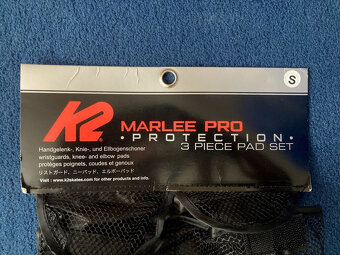 S
K2
MARLEE PRO
•PROTECTION•
3 PIECE PAD SET
Handgelenk-, Knie-, und Ellbogenschoner
wristguards, knee- and elbow pads
protèges poignets, coudes et genoux
リストガード、ニーパッド、エルボーパッド
Visit : www.k2skates.com for other products and info.